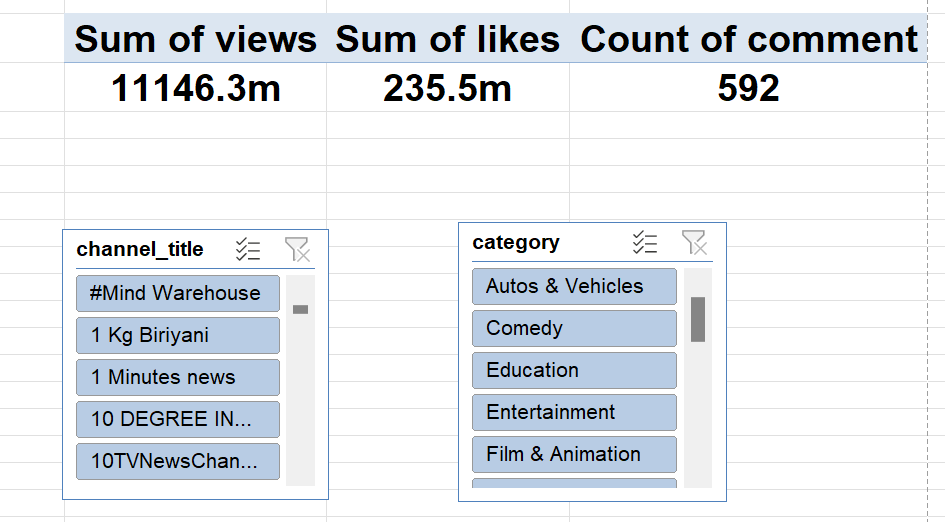 Sum of views Sum of likes Count of comment
11146.3m 235.5m 592
channel_title
#Mind Warehouse
1 Kg Biriyani
1 Minutes news
10 DEGREE IN...
10TVNewsChan...
category
Autos & Vehicles
Comedy
Education
Entertainment
Film & Animation